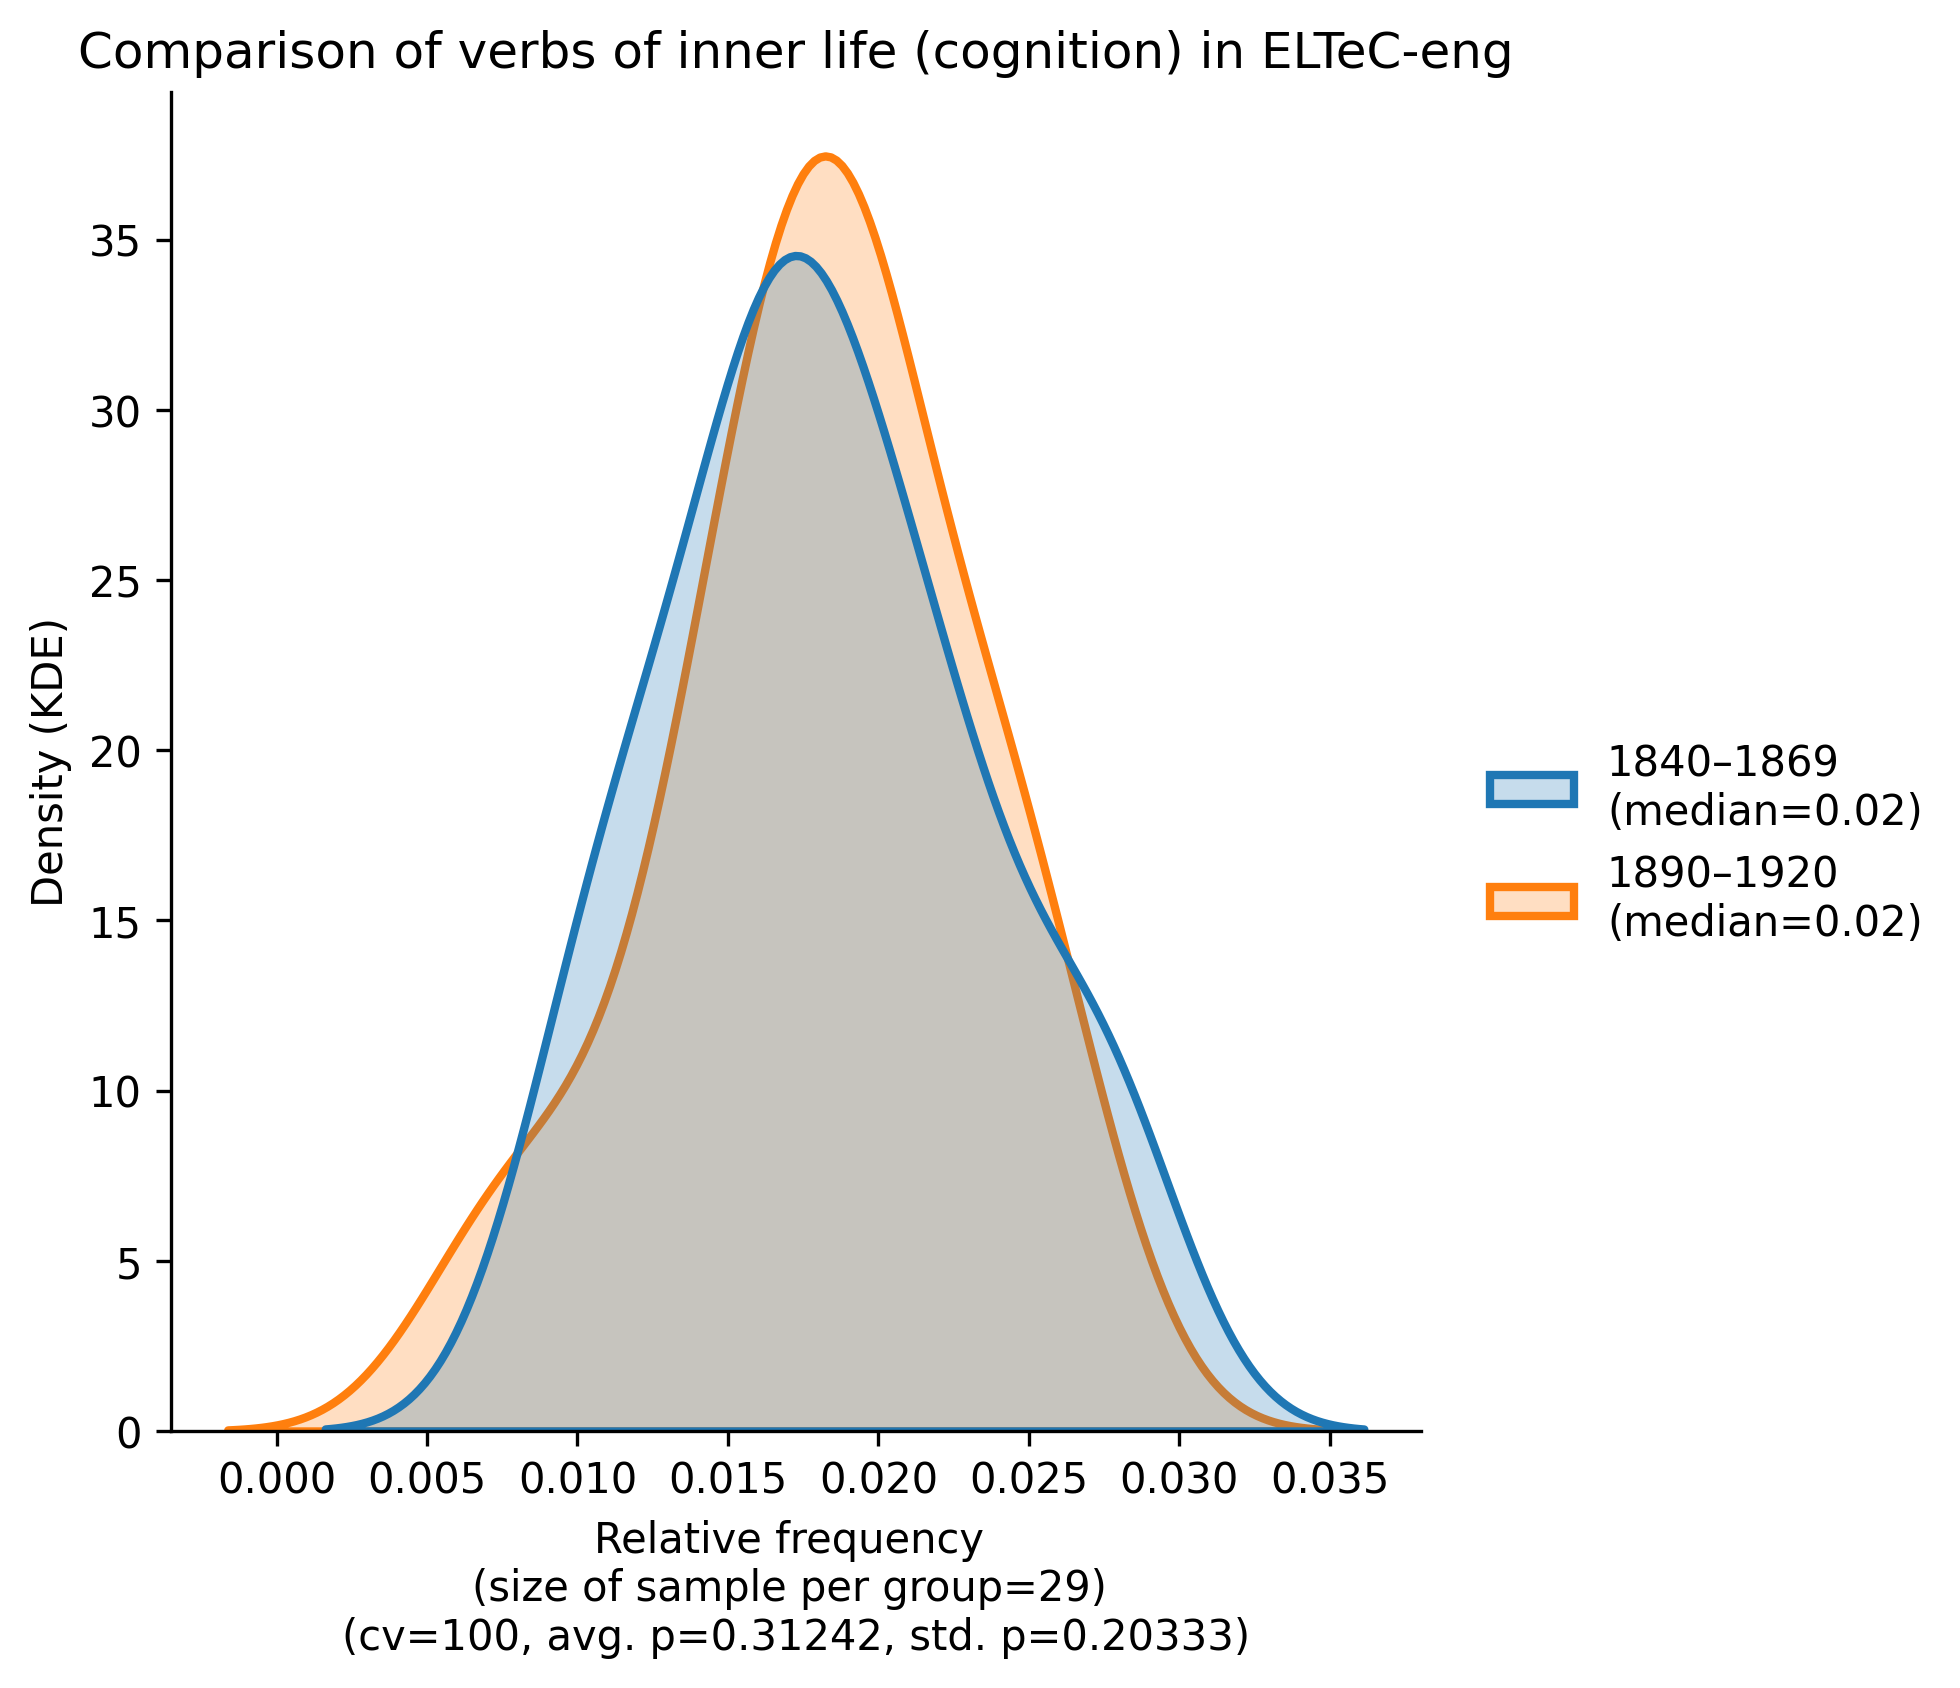 Comparison of verbs of inner life (cognition) in ELTeC-eng
Density (KDE)
35
30
25
20
15
10
5
0
0.000 0.005 0.010 0.015 0.020 0.025 0.030 0.035
Relative frequency
(size of sample per group=29)
(cv=100, avg. p=0.31242, std. p=0.20333)
1840–1869
(median=0.02)
1890–1920
(median=0.02)